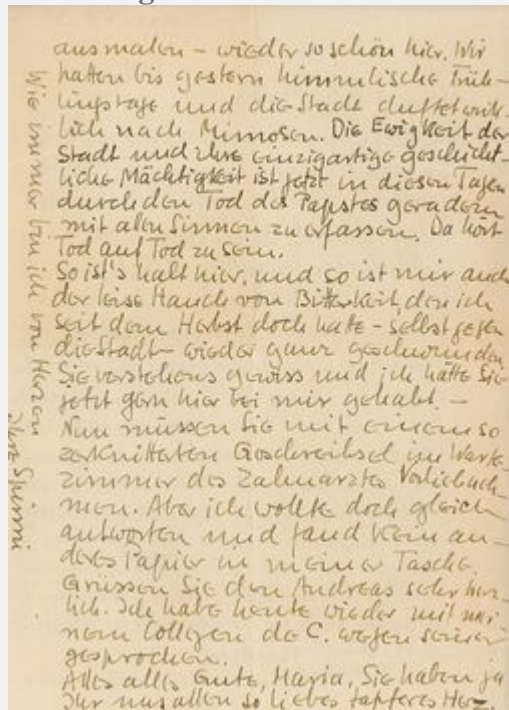 ausmalen – wieder so schön hier. Wir
hatten bis gestern himmlische Früh-
lingstage und die Stadt duftet wirk-
lich nach Mimosen. Die Ewigkeit der
Stadt und ihre einzigartige geschicht-
liche Mächtigkeit ist jetzt in diesen Tagen
durch den Tod des Papstes geradezu
mit allen Sinnen zu erfassen. Da hört
Tod auf Tod zu sein.
So ist's halt hier, und so ist mir auch
der leise Hauch von Bitterkeit, den ich
seit dem Herbst doch hatte – selbst gegen
die Stadt – wieder ganz geschwunden
Sie verstehens gewiss und ich hätte Sie
jetzt gern hier bei mir gehabt. –
Nun müssen Sie mit einem so
zerknitterten Geschreibsel im Warte-
zimmer des Zahnarztes Vorlieb neh-
men. Aber ich wollte doch gleich
antworten und fand kein an-
deres Papier in meiner Tasche.
Grüssen Sie den Andreas sehr herz-
lich. Ich habe heute wieder mit mei-
nem Collegen de C. wegen seiner
gesprochen.
Alles alles Gute, Maria, Sie haben ja
Ihr uns allen so liebes tapferes Herz.
Wie immer bin ich von Herzen
Ihre